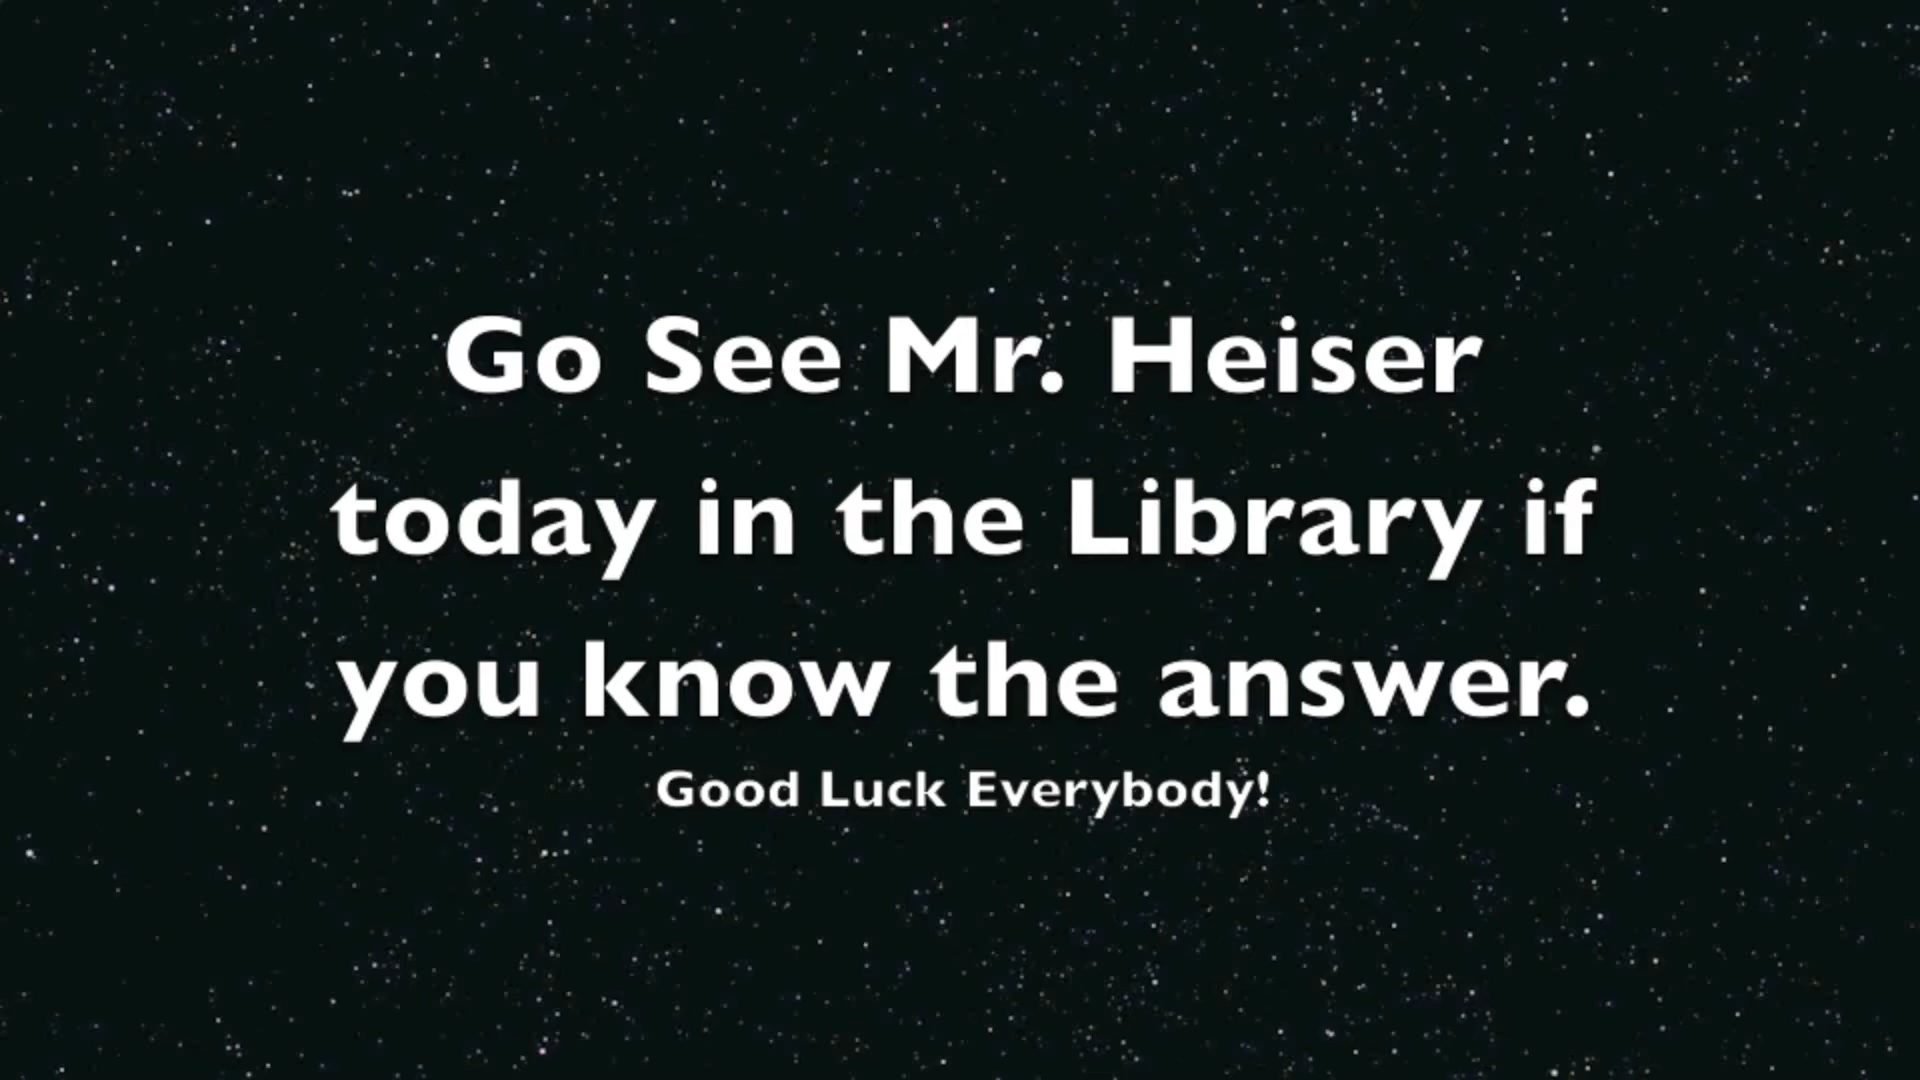 Go See Mr. Heiser
today in the Library if
you know the answer.
Good Luck Everybody!